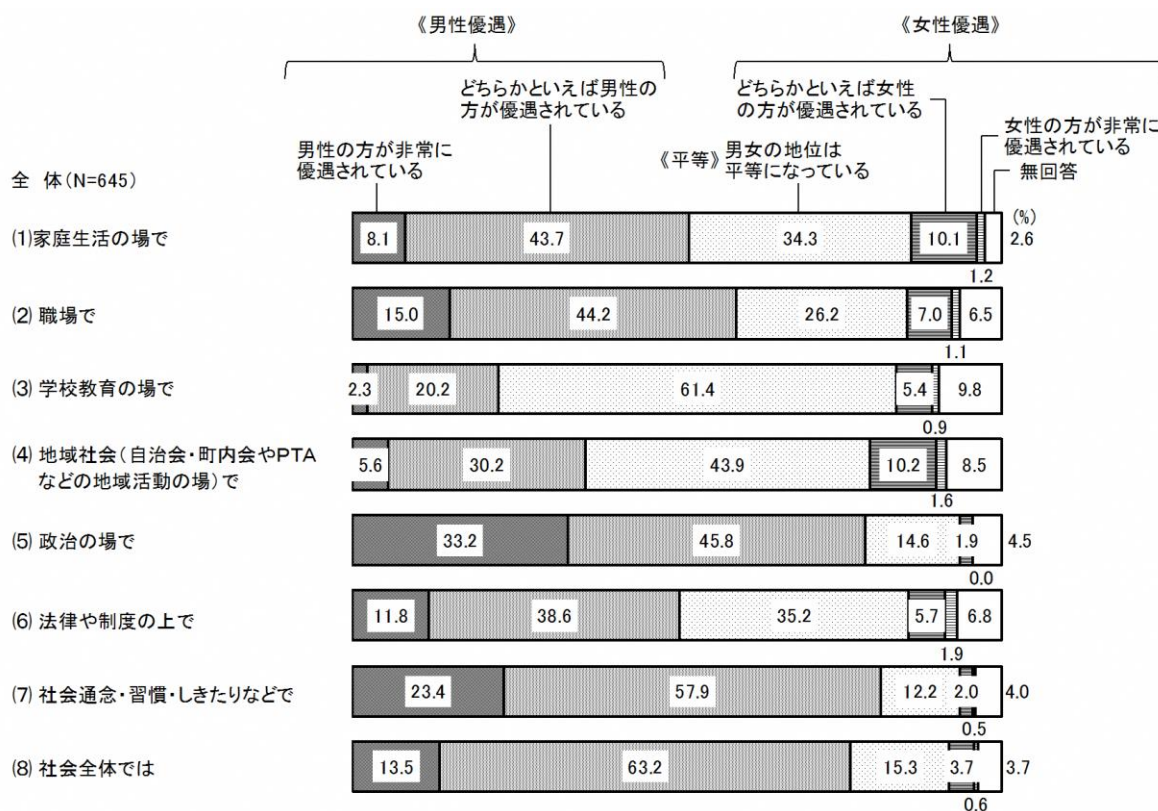 《男性優遇》
《女性優遇》
どちらかといえば男性の
方が優遇されている
どちらかといえば女性
の方が優遇されている
男性の方が非常に
優遇されている
《平等》男女の地位は
平等になっている
女性の方が非常に
優遇されている
無回答
全 体(N=645)
(%)
⑴家庭生活の場で
8.1 43.7 34.3 10.1 2.6
1.2
⑵ 職場で
15.0 44.2 26.2 7.0 6.5
1.1
⑶ 学校教育の場で
2.3 20.2 61.4 5.4 9.8
0.9
⑷ 地域社会(自治会・町内会やPTA
などの地域活動の場)で
5.6 30.2 43.9 10.2 8.5
1.6
⑸ 政治の場で
33.2 45.8 14.6 1.9 4.5
0.0
⑹ 法律や制度の上で
11.8 38.6 35.2 5.7 6.8
1.9
⑺ 社会通念・習慣・しきたりなどで
23.4 57.9 12.2 2.0 4.0
0.5
⑻ 社会全体では
13.5 63.2 15.3 3.7 3.7
0.6